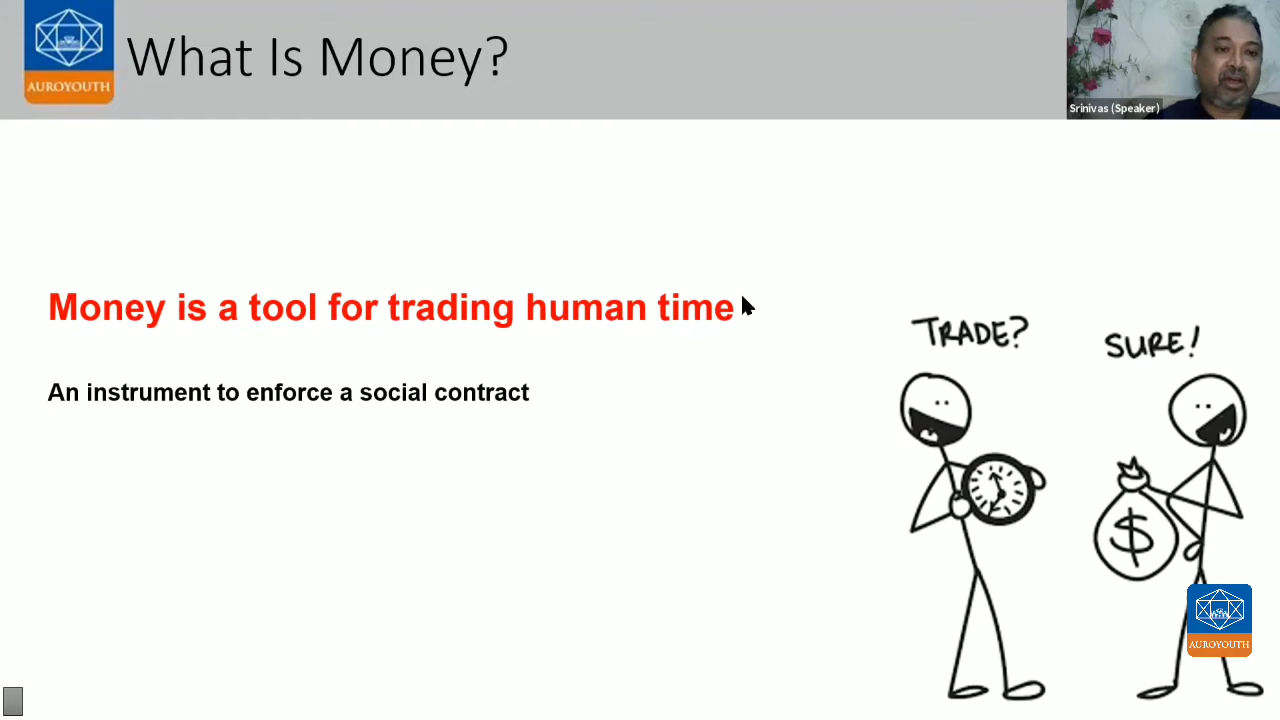 AUROYOUTH
What Is Money?
Srinivas (Speaker)
Money is a tool for trading human time
An instrument to enforce a social contract
TRADE?
SURE!
$
AUROYOUTH